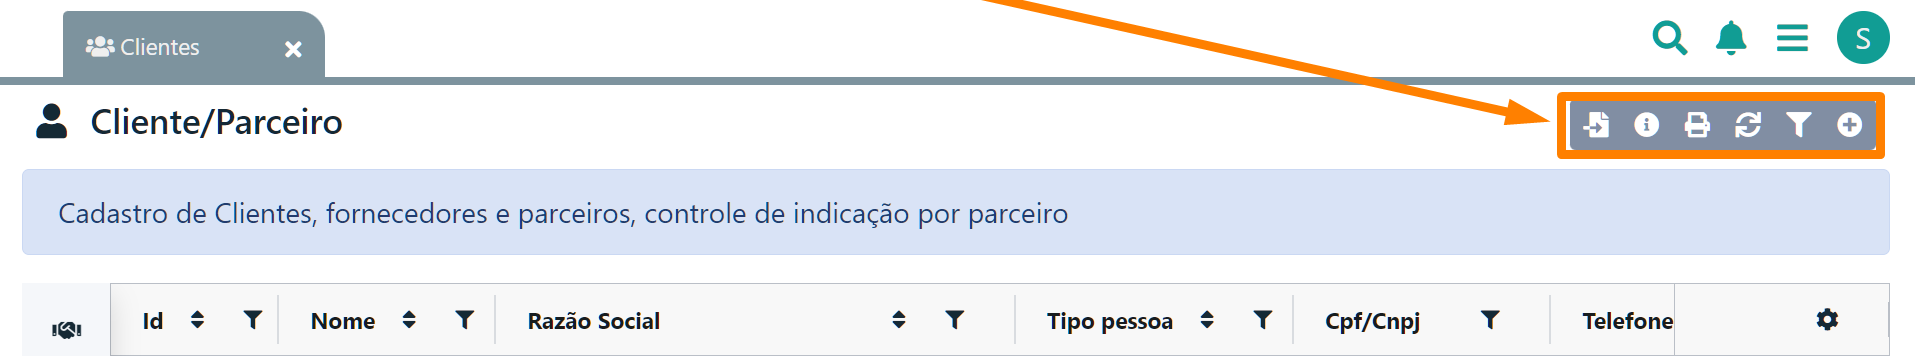 Clientes
S
Cliente/Parceiro
Cadastro de Clientes, fornecedores e parceiros, controle de indicação por parceiro
Id Nome Razão Social Tipo pessoa Cpf/Cnpj Telefone